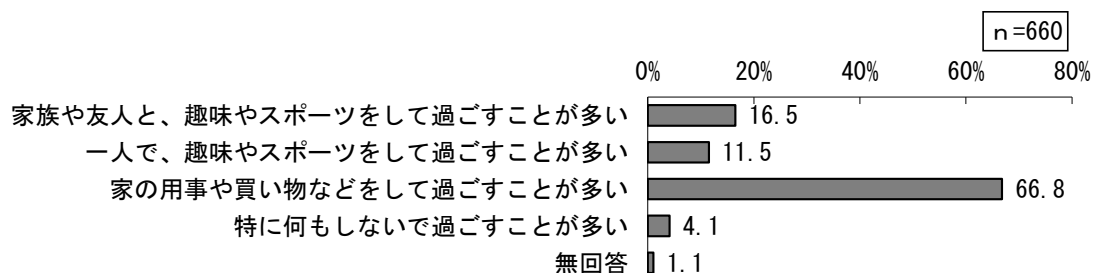 ｎ=660
0% 20% 40% 60% 80%
家族や友人と、趣味やスポーツをして過ごすことが多い 16.5
一人で、趣味やスポーツをして過ごすことが多い 11.5
家の用事や買い物などをして過ごすことが多い 66.8
特に何もしないで過ごすことが多い 4.1
無回答 1.1